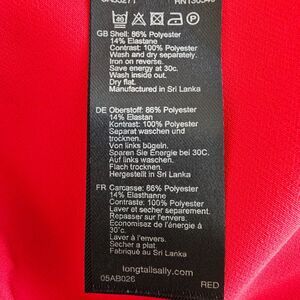 GB Shell: 86% Polyester
14% Elastane
Contrast: 100% Polyester
Wash and dry separately.
Iron on reverse.
Save energy at 30c.
Wash inside out.
Dry flat.
Manufactured in Sri Lanka
DE Oberstoff: 86% Polyester
14% Elastan
Kontrast: 100% Polyester
Separat waschen und
trocknen.
Von links bügeln.
Sparen Sie Energie bei 30C.
Auf links waschen.
Flach trocknen.
Hergestellt in Sri Lanka
FR Carcasse: 86% Polyester
14% Elasthanne
Contraste: 100% Polyester
Laver et sécher separement.
Repasser sur l'envers.
Economisez de l'énergie à
30°c.
Laver à l'envers.
Sécher a plat.
Fabriqué au Sri Lanka
longtallsally.com
05AB026
RED